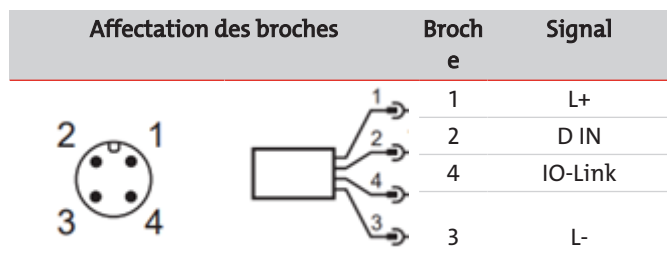 Affectation des broches Broch
e Signal
2 1
3 4
1
2
4
3
1 L+
2 D IN
4 IO-Link
3 L-